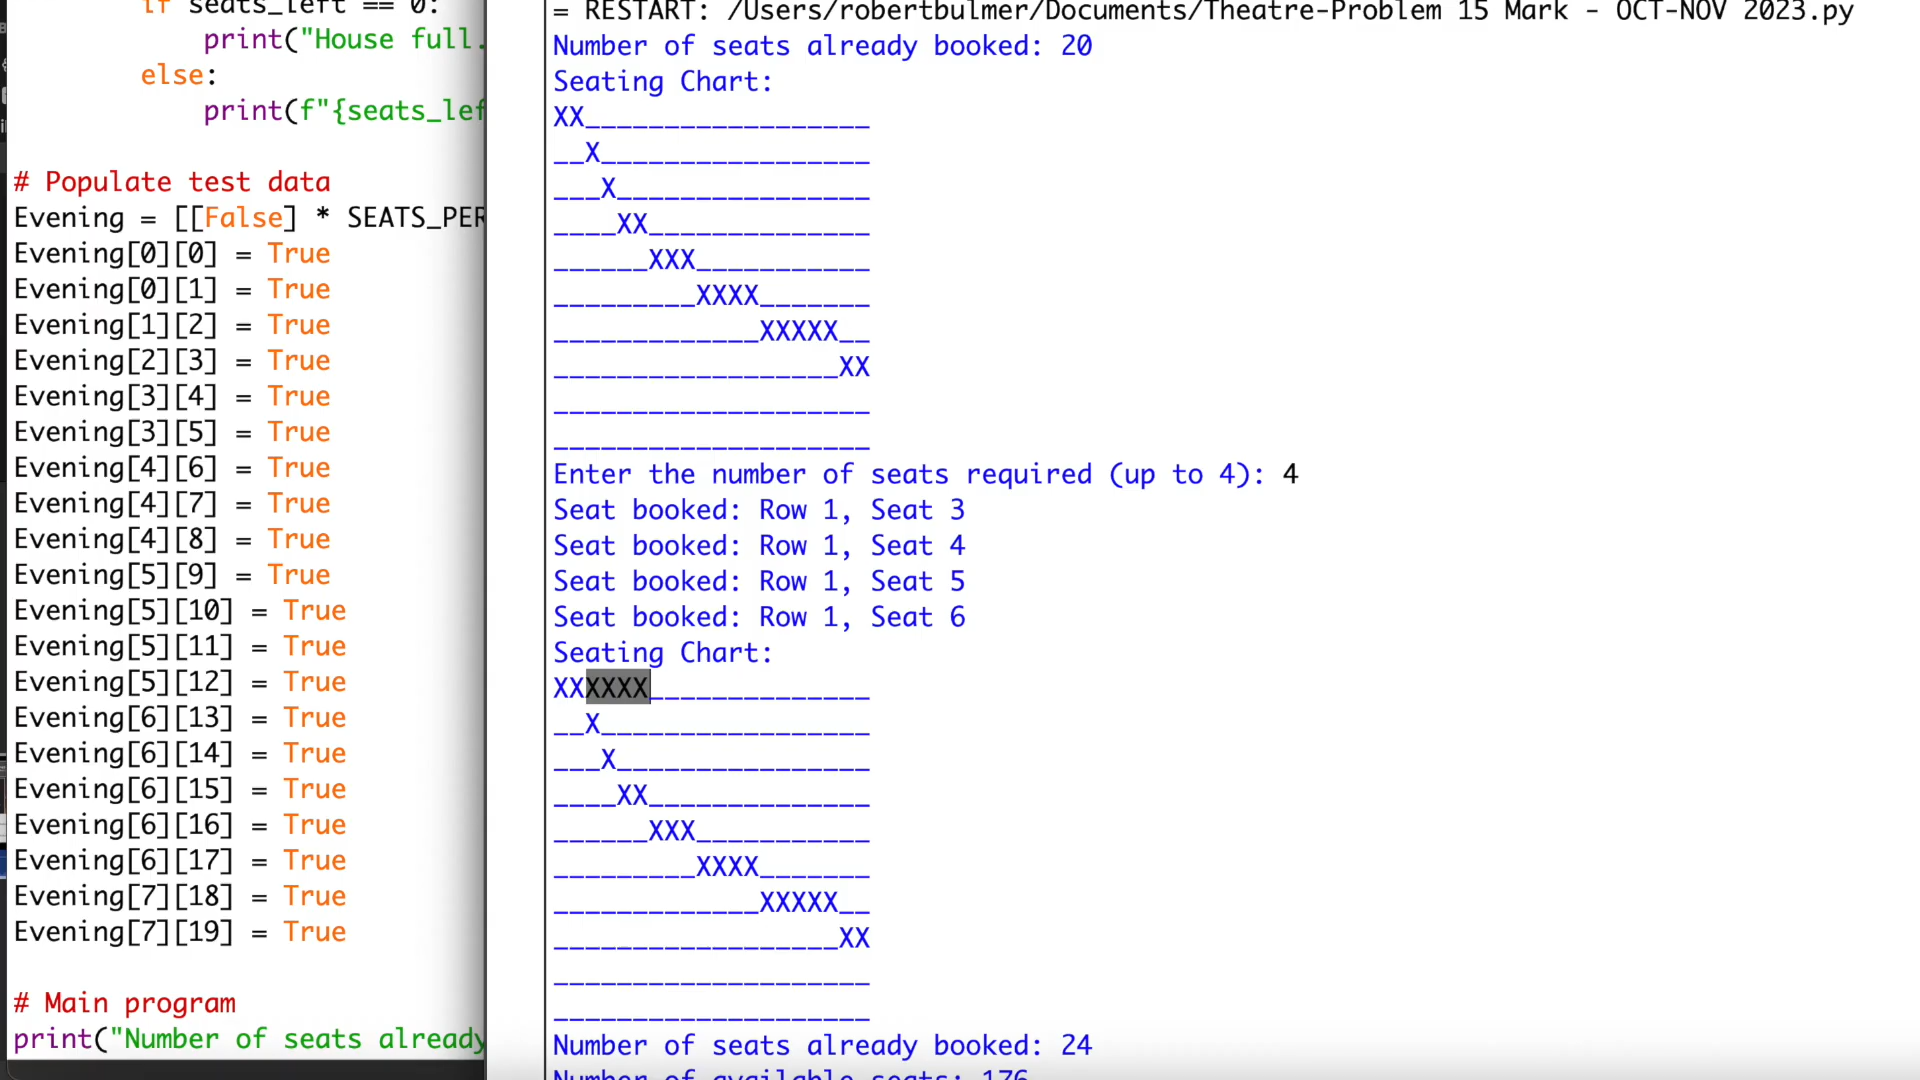 if seats_left == 0:
print("House full.
else:
print(f"{seats_lef
# Populate test data
Evening = [[False] * SEATS_PER
Evening[0][0] = True
Evening[0][1] = True
Evening[1][2] = True
Evening[2][3] = True
Evening[3][4] = True
Evening[3][5] = True
Evening[4][6] = True
Evening[4][7] = True
Evening[4][8] = True
Evening[5][9] = True
Evening[5][10] = True
Evening[5][11] = True
Evening[5][12] = True
Evening[6][13] = True
Evening[6][14] = True
Evening[6][15] = True
Evening[6][16] = True
Evening[6][17] = True
Evening[7][18] = True
Evening[7][19] = True
# Main program
print("Number of seats already
= RESTART: /Users/robertbulmer/Documents/Theatre-Problem 15 Mark - OCT-NOV 2023.py
Number of seats already booked: 20
Seating Chart:
XX__________________
__X_________________
___X________________
____XX______________
______XXX___________
_________XXXX_______
_____________XXXXX__
__________________XX
____________________
____________________
Enter the number of seats required (up to 4): 4
Seat booked: Row 1, Seat 3
Seat booked: Row 1, Seat 4
Seat booked: Row 1, Seat 5
Seat booked: Row 1, Seat 6
Seating Chart:
XXXXXX______________
__X_________________
___X________________
____XX______________
______XXX___________
_________XXXX_______
_____________XXXXX__
__________________XX
____________________
____________________
Number of seats already booked: 24
Number of available seats: 176